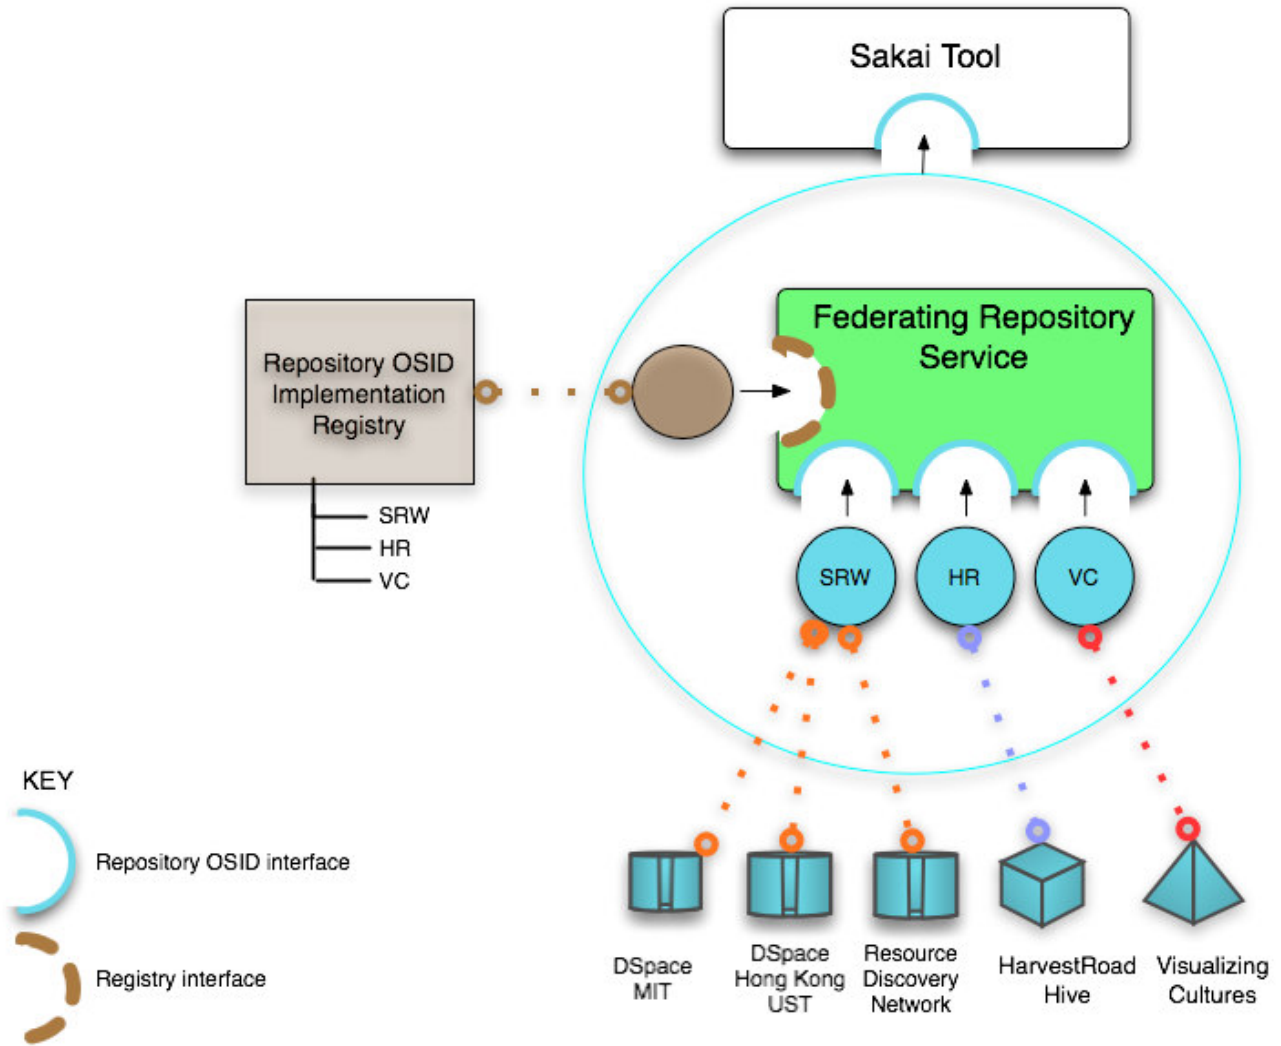 Sakai Tool
Federating Repository
Service
Repository OSID
Implementation
Registry
SRW
HR
VC
SRW
HR
VC
KEY
Repository OSID interface
Registry interface
DSpace
MIT
DSpace
Hong Kong
UST
Resource
Discovery
Network
HarvestRoad
Hive
Visualizing
Cultures